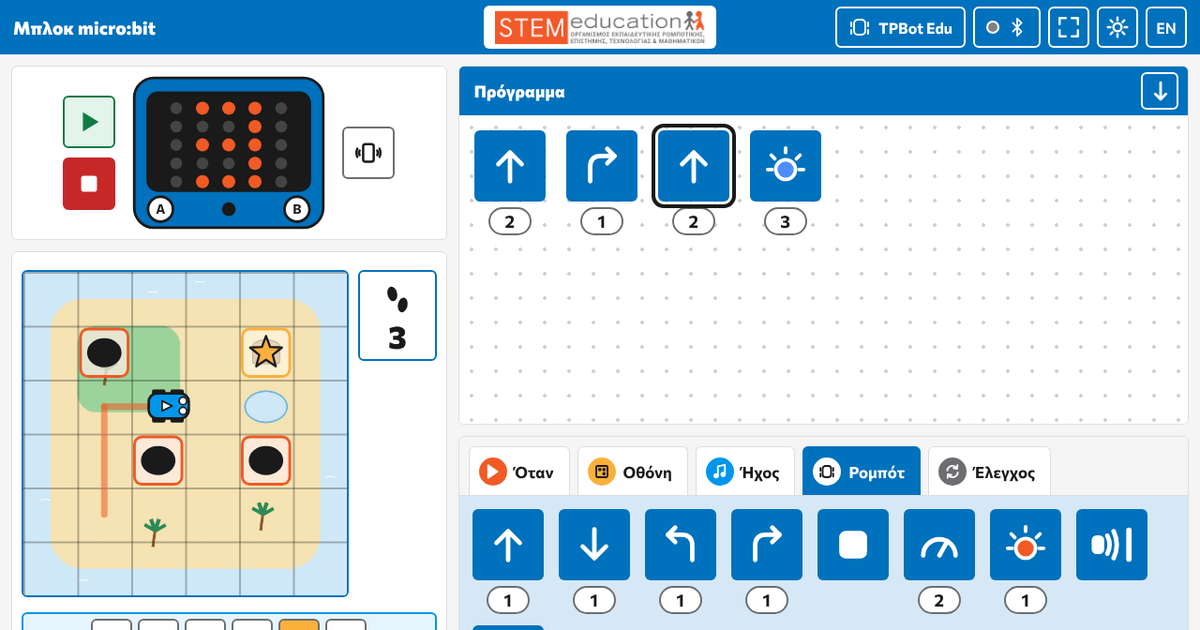 Μπλοκ micro:bit
STEM education
ΟΡΓΑΝΙΣΜΟΣ ΕΚΠΑΙΔΕΥΤΙΚΗΣ ΡΟΜΠΟΤΙΚΗΣ,
ΕΠΙΣΤΗΜΗΣ, ΤΕΧΝΟΛΟΓΙΑΣ & ΜΑΘΗΜΑΤΙΚΩΝ
TPBot Edu
EN
A
B
3
Πρόγραμμα
2 1 2 3
Όταν
Οθόνη
Ήχος
Ρομπότ
Έλεγχος
1 1 1 1 2 1